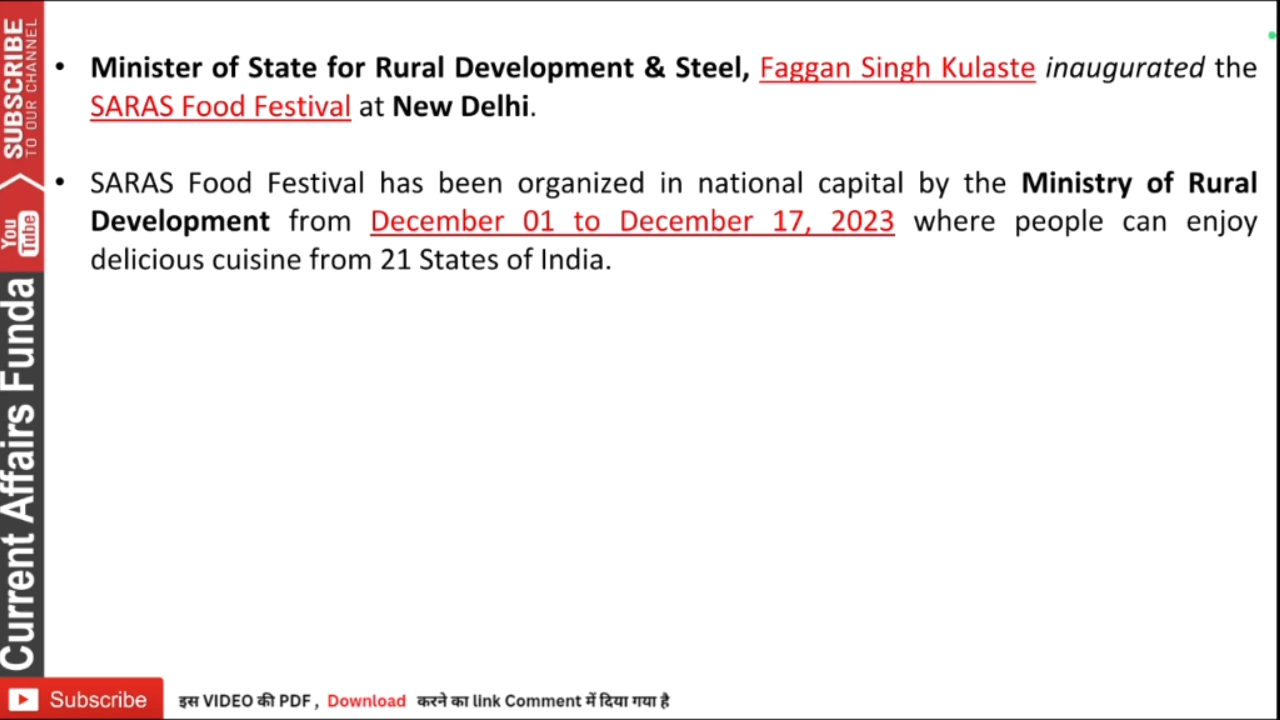 • Minister of State for Rural Development & Steel, Faggan Singh Kulaste inaugurated the
SARAS Food Festival at New Delhi.
• SARAS Food Festival has been organized in national capital by the Ministry of Rural
Development from December 01 to December 17, 2023 where people can enjoy
delicious cuisine from 21 States of India.
SUBSCRIBE
TO OUR CHANNEL
You
Tube
Current Affairs Funda
Subscribe
इस VIDEO की PDF , Download करने का link Comment में दिया गया है